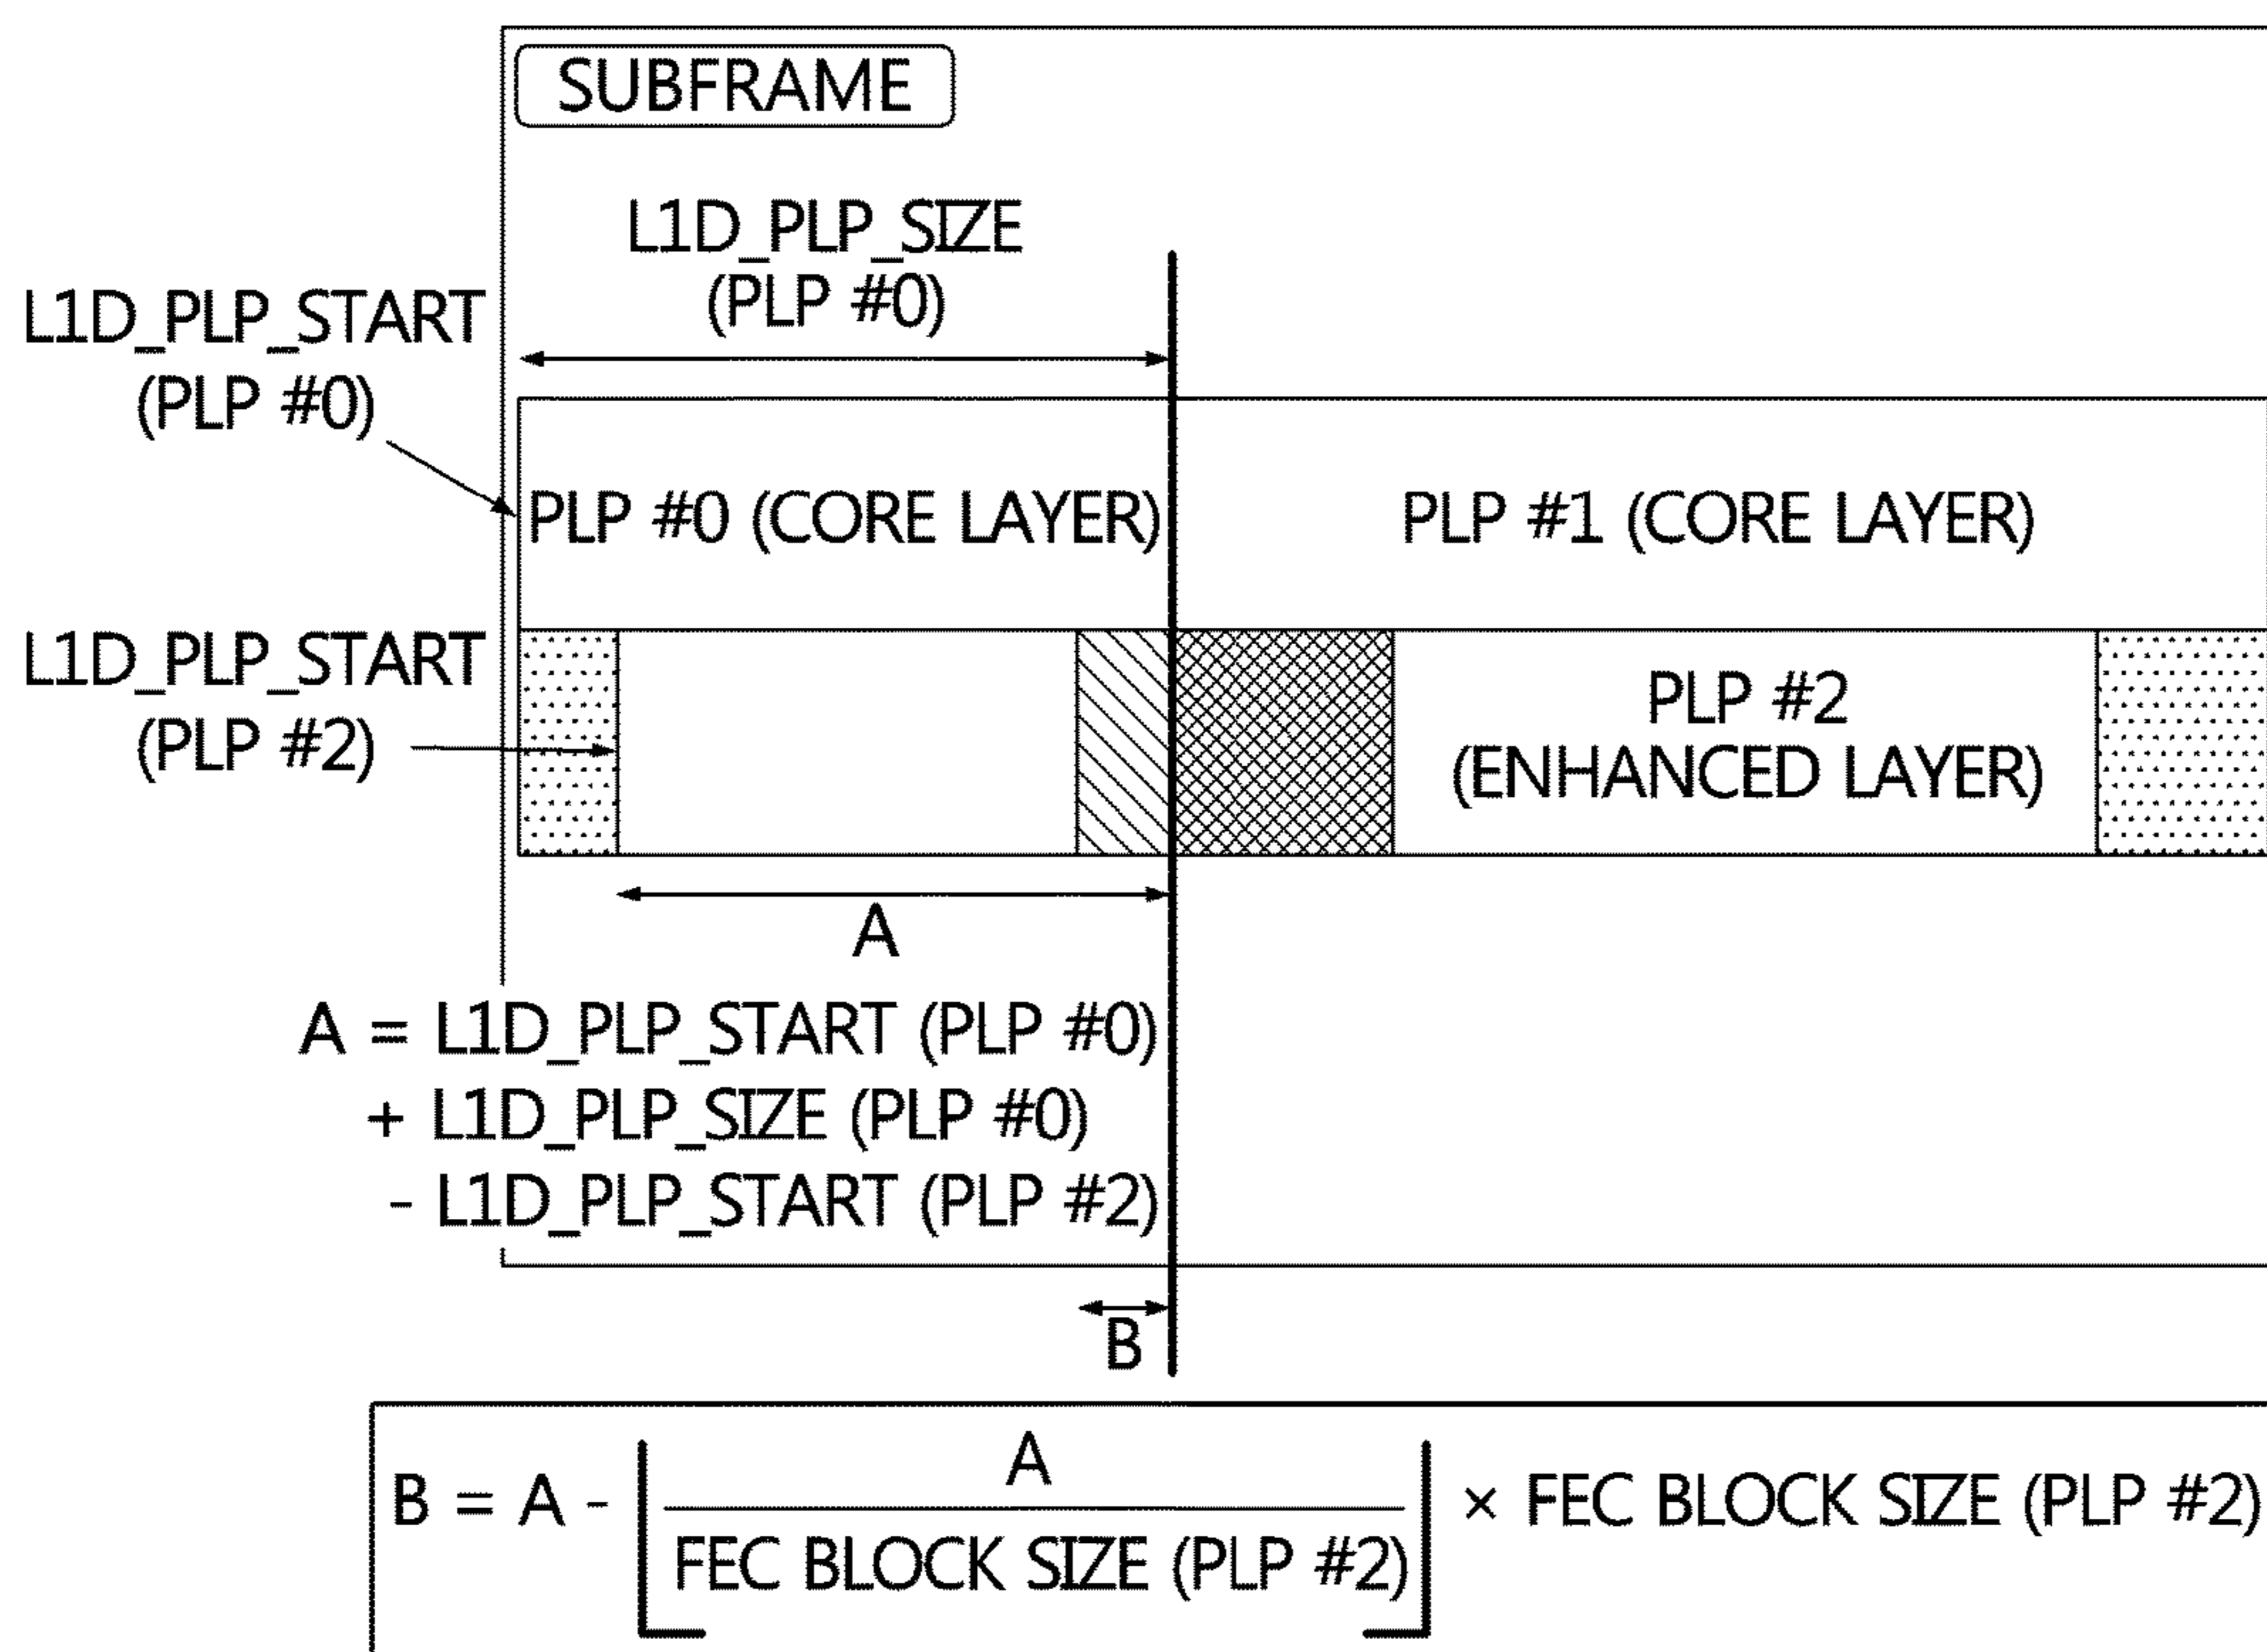 SUBFRAME
L1D_PLP_SIZE
(PLP #0)
L1D_PLP_START
(PLP #0)
PLP #0 (CORE LAYER)
PLP #1 (CORE LAYER)
L1D_PLP_START
(PLP #2)
PLP #2
(ENHANCED LAYER)
A
A = L1D_PLP_START (PLP #0)
+ L1D_PLP_SIZE (PLP #0)
- L1D_PLP_START (PLP #2)
B
B = A - ⌊ A / FEC BLOCK SIZE (PLP #2) ⌋ × FEC BLOCK SIZE (PLP #2)